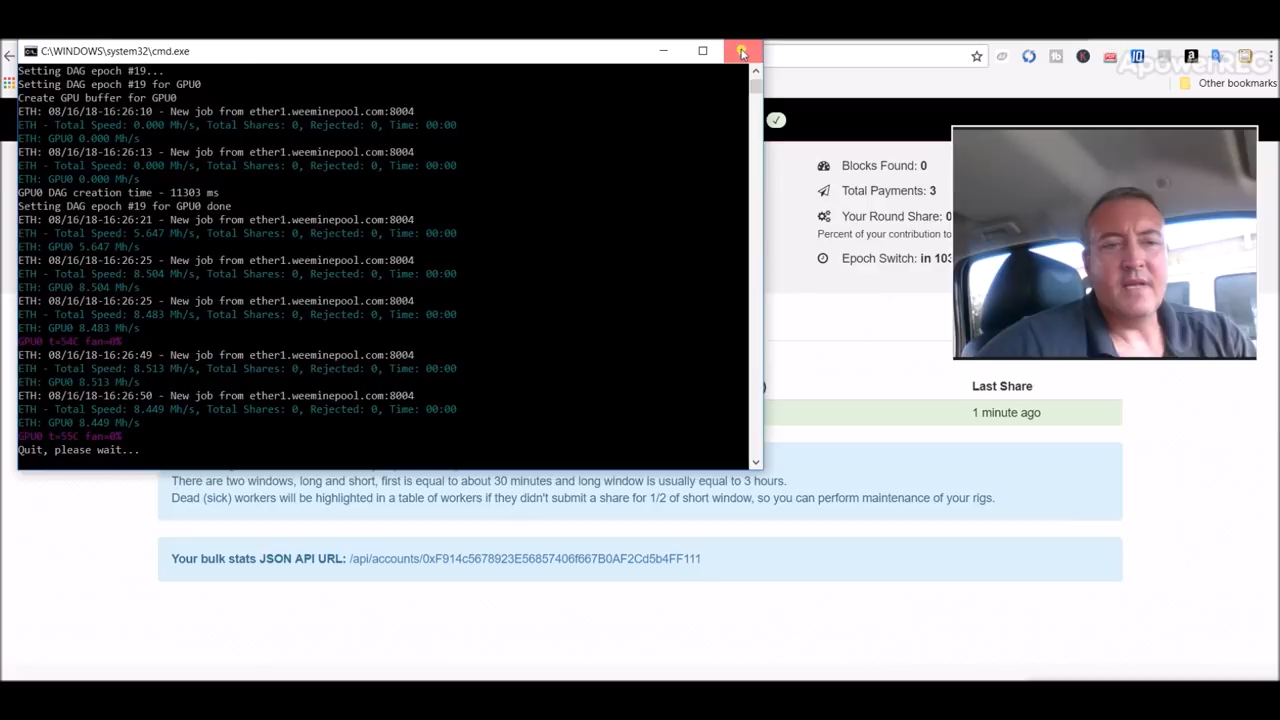 C:\WINDOWS\system32\cmd.exe
ApowerREC
Other bookmarks
Setting DAG epoch #19...
Setting DAG epoch #19 for GPU0
Create GPU buffer for GPU0
ETH: 08/16/18-16:26:10 - New job from ether1.weeminepool.com:8004
ETH - Total Speed: 0.000 Mh/s, Total Shares: 0, Rejected: 0, Time: 00:00
ETH: GPU0 0.000 Mh/s
ETH: 08/16/18-16:26:13 - New job from ether1.weeminepool.com:8004
ETH - Total Speed: 0.000 Mh/s, Total Shares: 0, Rejected: 0, Time: 00:00
ETH: GPU0 0.000 Mh/s
GPU0 DAG creation time - 11303 ms
Setting DAG epoch #19 for GPU0 done
ETH: 08/16/18-16:26:21 - New job from ether1.weeminepool.com:8004
ETH - Total Speed: 5.647 Mh/s, Total Shares: 0, Rejected: 0, Time: 00:00
ETH: GPU0 5.647 Mh/s
ETH: 08/16/18-16:26:25 - New job from ether1.weeminepool.com:8004
ETH - Total Speed: 8.504 Mh/s, Total Shares: 0, Rejected: 0, Time: 00:00
ETH: GPU0 8.504 Mh/s
ETH: 08/16/18-16:26:25 - New job from ether1.weeminepool.com:8004
ETH - Total Speed: 8.483 Mh/s, Total Shares: 0, Rejected: 0, Time: 00:00
ETH: GPU0 8.483 Mh/s
GPU0 t=54C fan=0%
ETH: 08/16/18-16:26:49 - New job from ether1.weeminepool.com:8004
ETH - Total Speed: 8.513 Mh/s, Total Shares: 0, Rejected: 0, Time: 00:00
ETH: GPU0 8.513 Mh/s
ETH: 08/16/18-16:26:50 - New job from ether1.weeminepool.com:8004
ETH - Total Speed: 8.449 Mh/s, Total Shares: 0, Rejected: 0, Time: 00:00
ETH: GPU0 8.449 Mh/s
GPU0 t=55C fan=0%
Quit, please wait...
Blocks Found: 0
Total Payments: 3
Your Round Share: 0
Percent of your contribution to
Epoch Switch: in 103
Last Share
1 minute ago
There are two windows, long and short, first is equal to about 30 minutes and long window is usually equal to 3 hours.
Dead (sick) workers will be highlighted in a table of workers if they didn't submit a share for 1/2 of short window, so you can perform maintenance of your rigs.
Your bulk stats JSON API URL: /api/accounts/0xF914c5678923E56857406f667B0AF2Cd5b4FF111